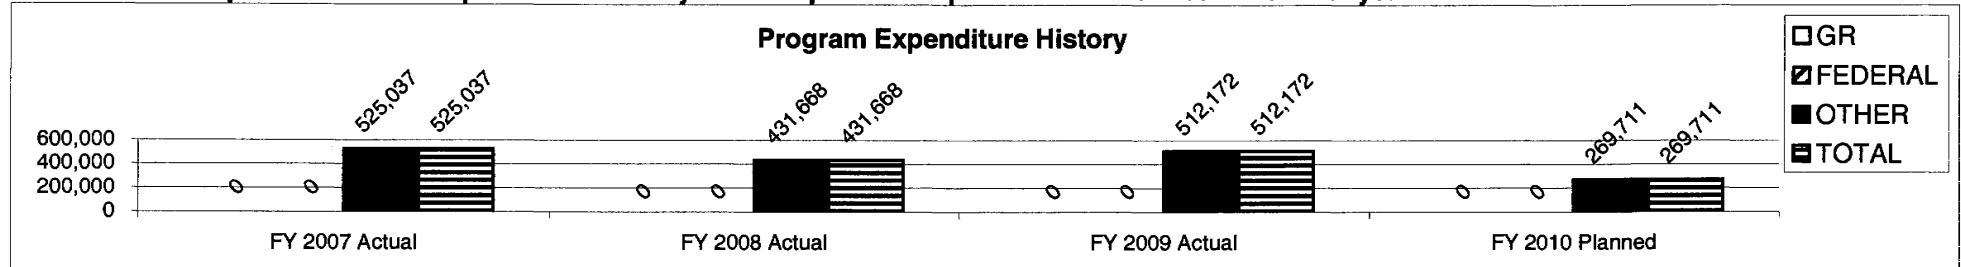 Program Expenditure History
GR
FEDERAL
OTHER
TOTAL
525,037
525,037
431,668
431,668
512,172
512,172
269,711
269,711
600,000
400,000
200,000
0
0
0
0
0
0
0
0
0
FY 2007 Actual
FY 2008 Actual
FY 2009 Actual
FY 2010 Planned